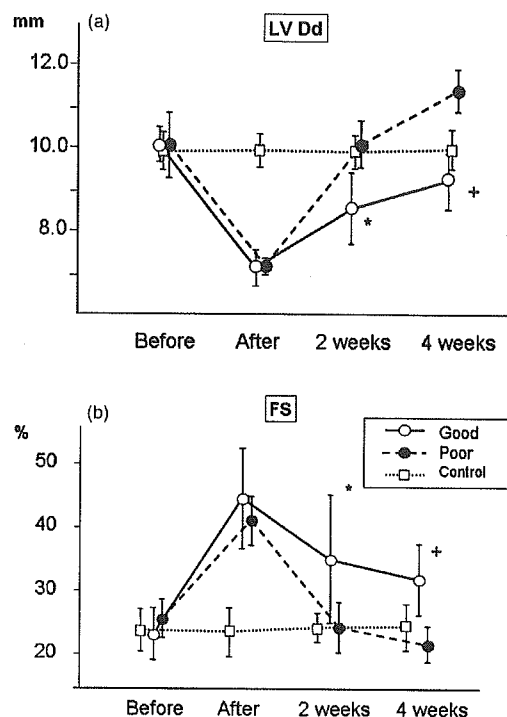 mm
(a)
LV Dd
12.0
10.0
8.0
*
+
Before After 2 weeks 4 weeks
(b)
FS
%
Good
Poor
Control
50
40
30
20
*
+
Before After 2 weeks 4 weeks